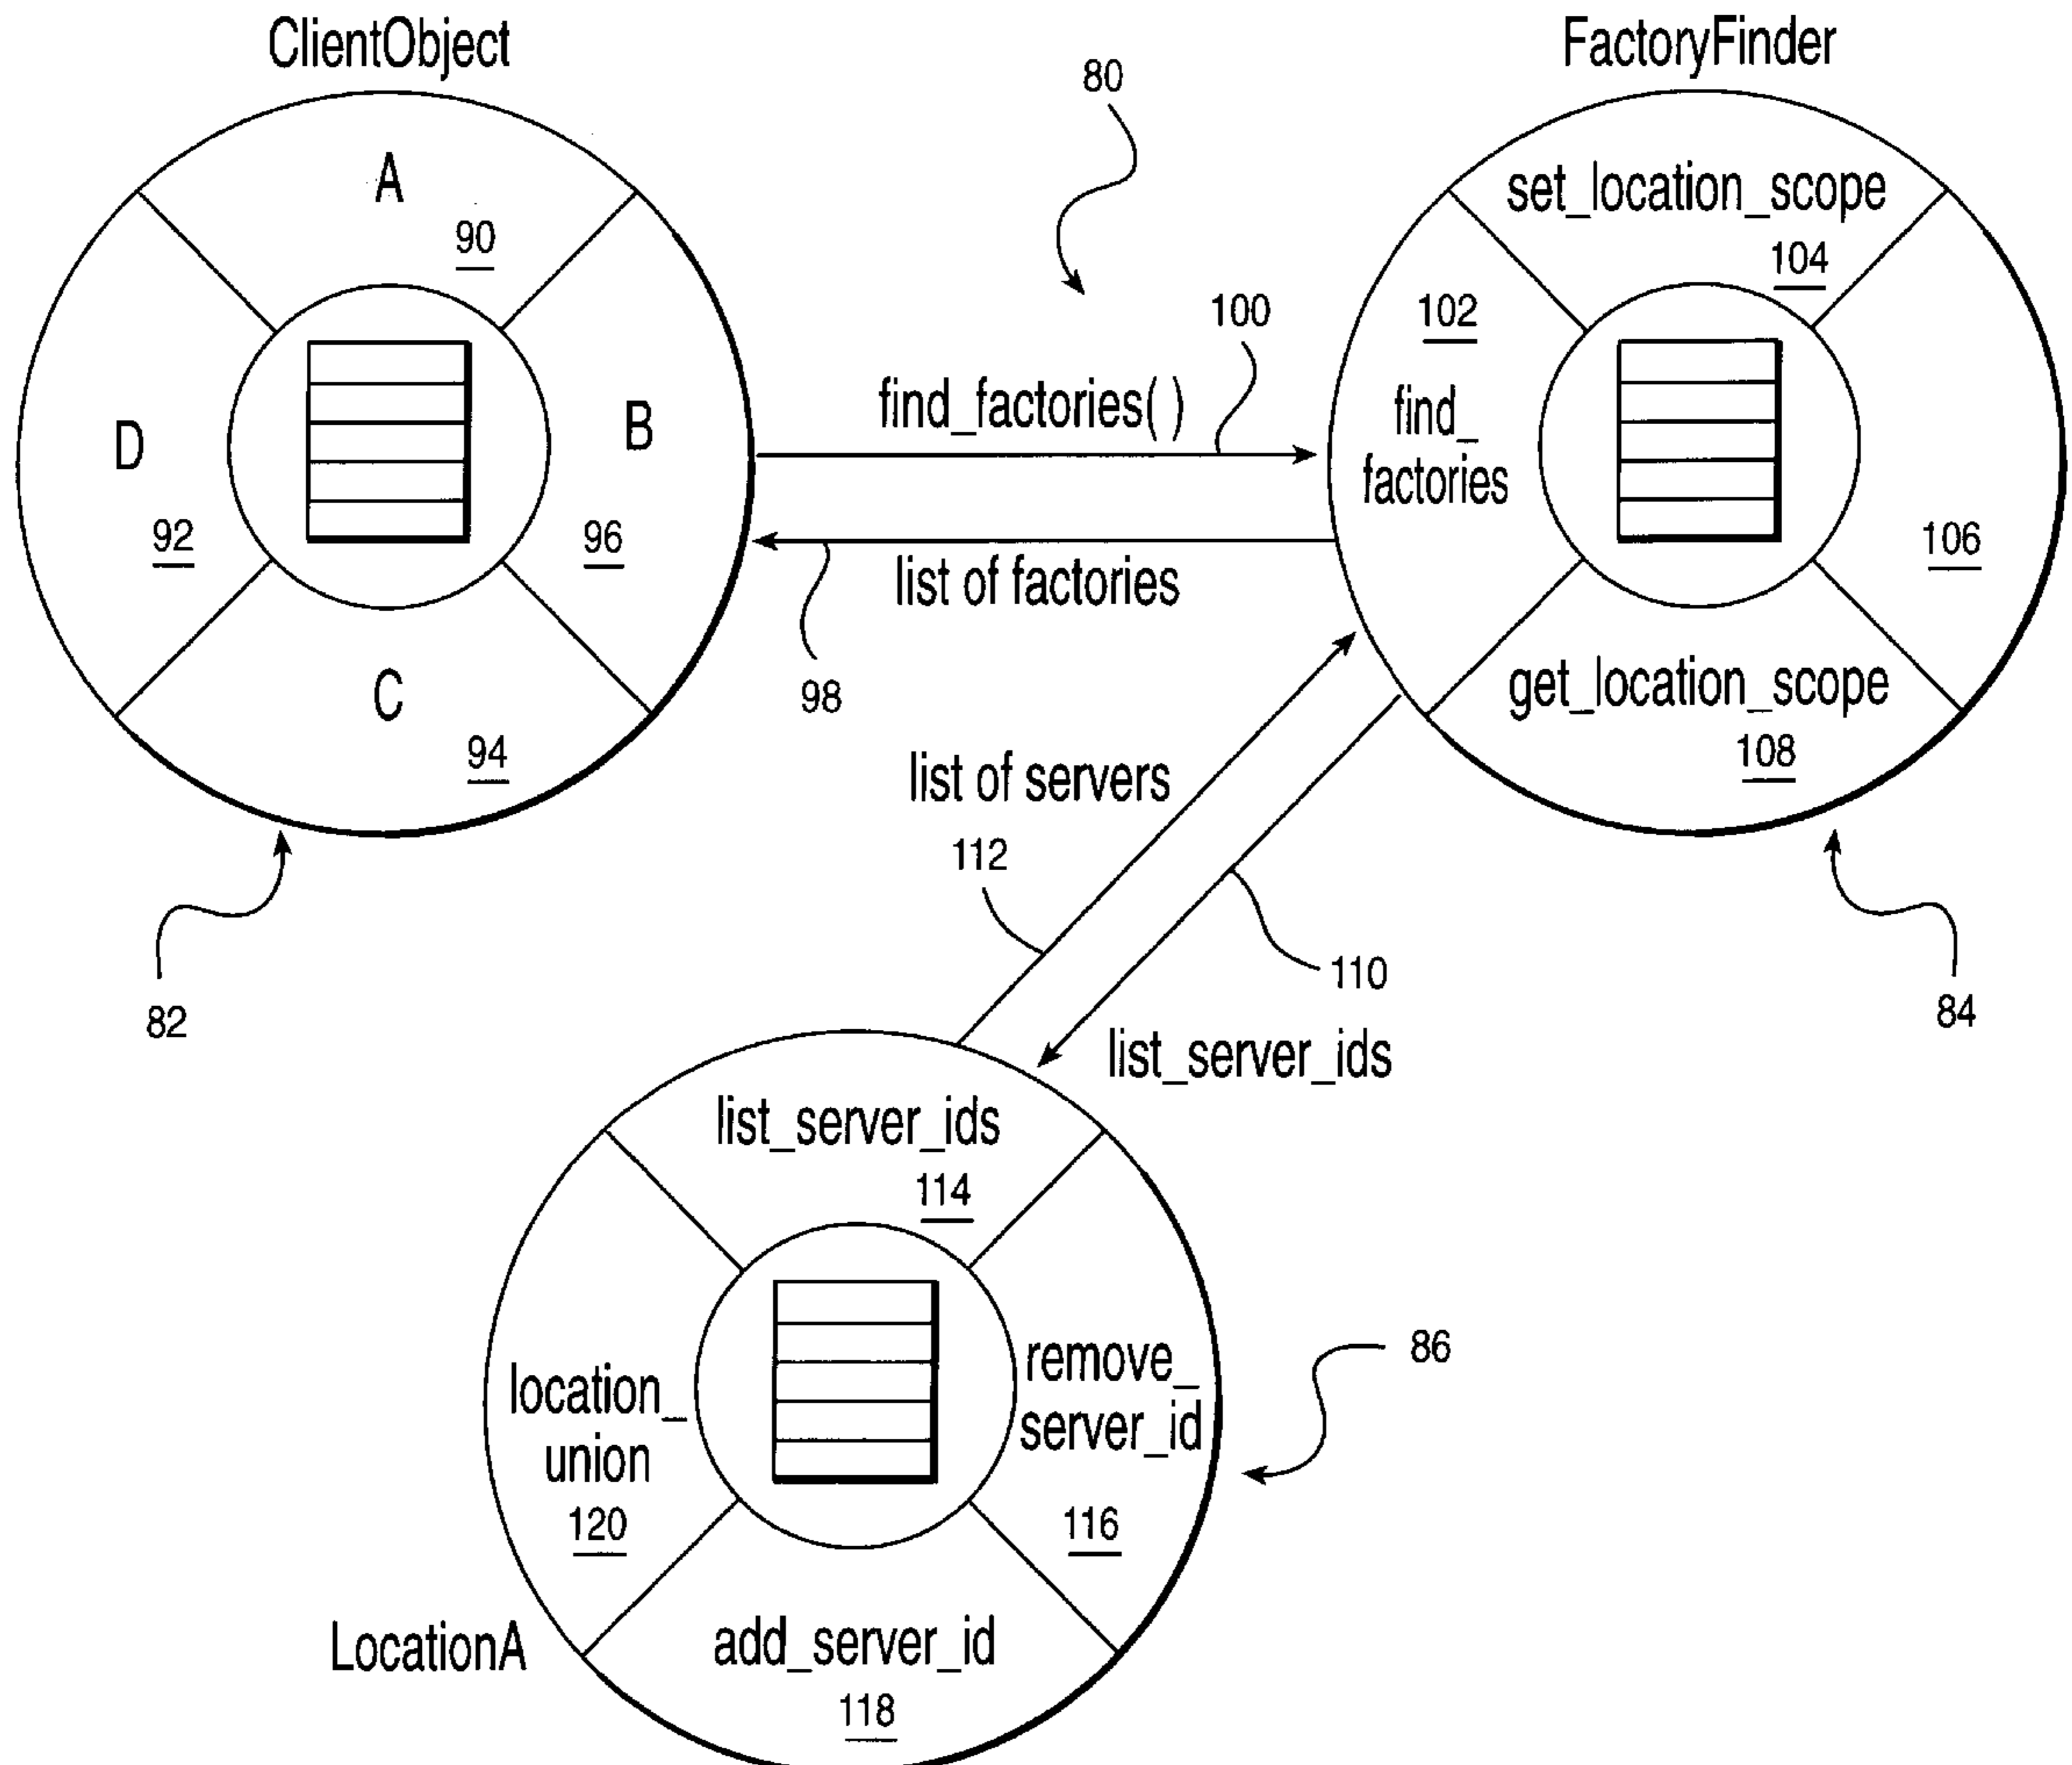 ClientObject
FactoryFinder
80
A
90
set_location_scope
104
100
102
find_factories( )
find_
factories
D
B
92
96
106
list of factories
C
94
98
get_location_scope
108
list of servers
112
110
82
84
list_server_ids
list_server_ids
114
86
remove_
server_id
location_
union
120
116
LocationA
add_server_id
118